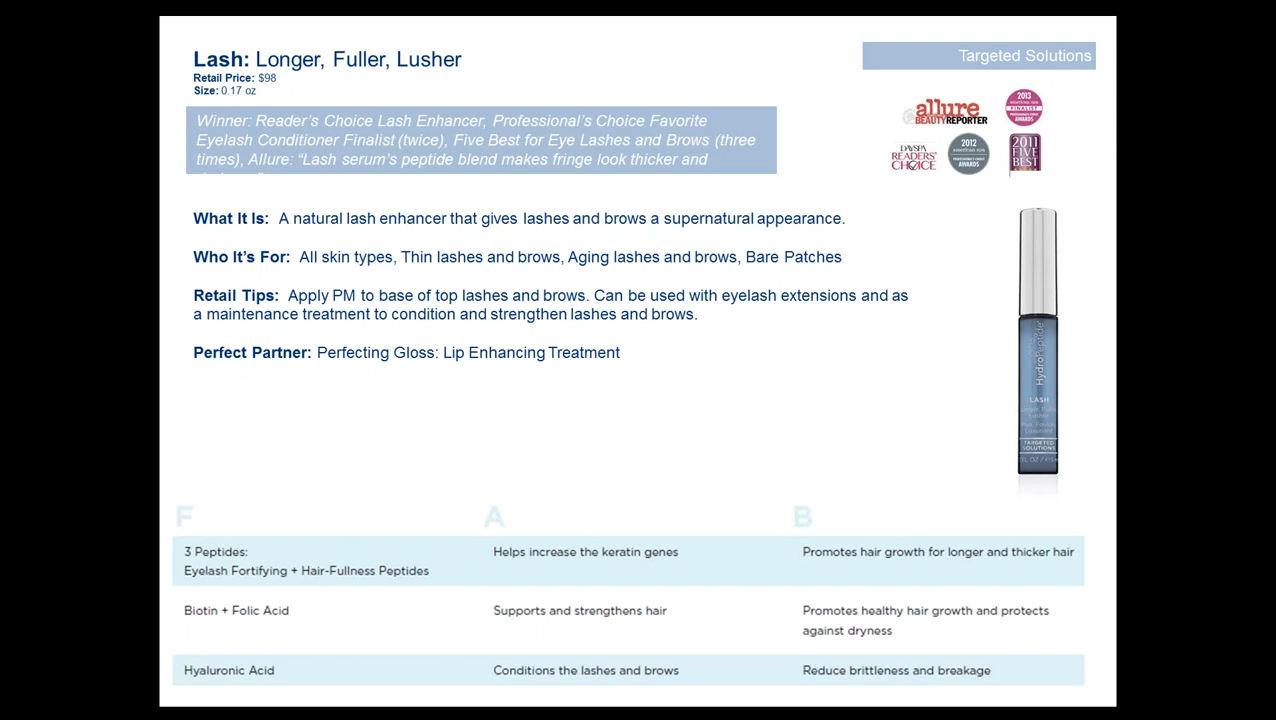 Lash: Longer, Fuller, Lusher
Retail Price: $98
Size: 0.17 oz
Targeted Solutions
Winner: Reader's Choice Lash Enhancer, Professional's Choice Favorite
Eyelash Conditioner Finalist (twice), Five Best for Eye Lashes and Brows (three
times), Allure: “Lash serum's peptide blend makes fringe look thicker and
allure
BEAUTY REPORTER
2013
FINALIST
AWARDS
DAYSPA
READERS'
CHOICE
2012
AWARDS
2011
FIVE
BEST
What It Is: A natural lash enhancer that gives lashes and brows a supernatural appearance.
Who It's For: All skin types, Thin lashes and brows, Aging lashes and brows, Bare Patches
Retail Tips: Apply PM to base of top lashes and brows. Can be used with eyelash extensions and as
a maintenance treatment to condition and strengthen lashes and brows.
Perfect Partner: Perfecting Gloss: Lip Enhancing Treatment
HydroPeptide
LASH
Lusher
TARGETED
SOLUTIONS
F A B
3 Peptides:
Eyelash Fortifying + Hair-Fullness Peptides
Helps increase the keratin genes
Promotes hair growth for longer and thicker hair
Biotin + Folic Acid
Supports and strengthens hair
Promotes healthy hair growth and protects
against dryness
Hyaluronic Acid
Conditions the lashes and brows
Reduce brittleness and breakage